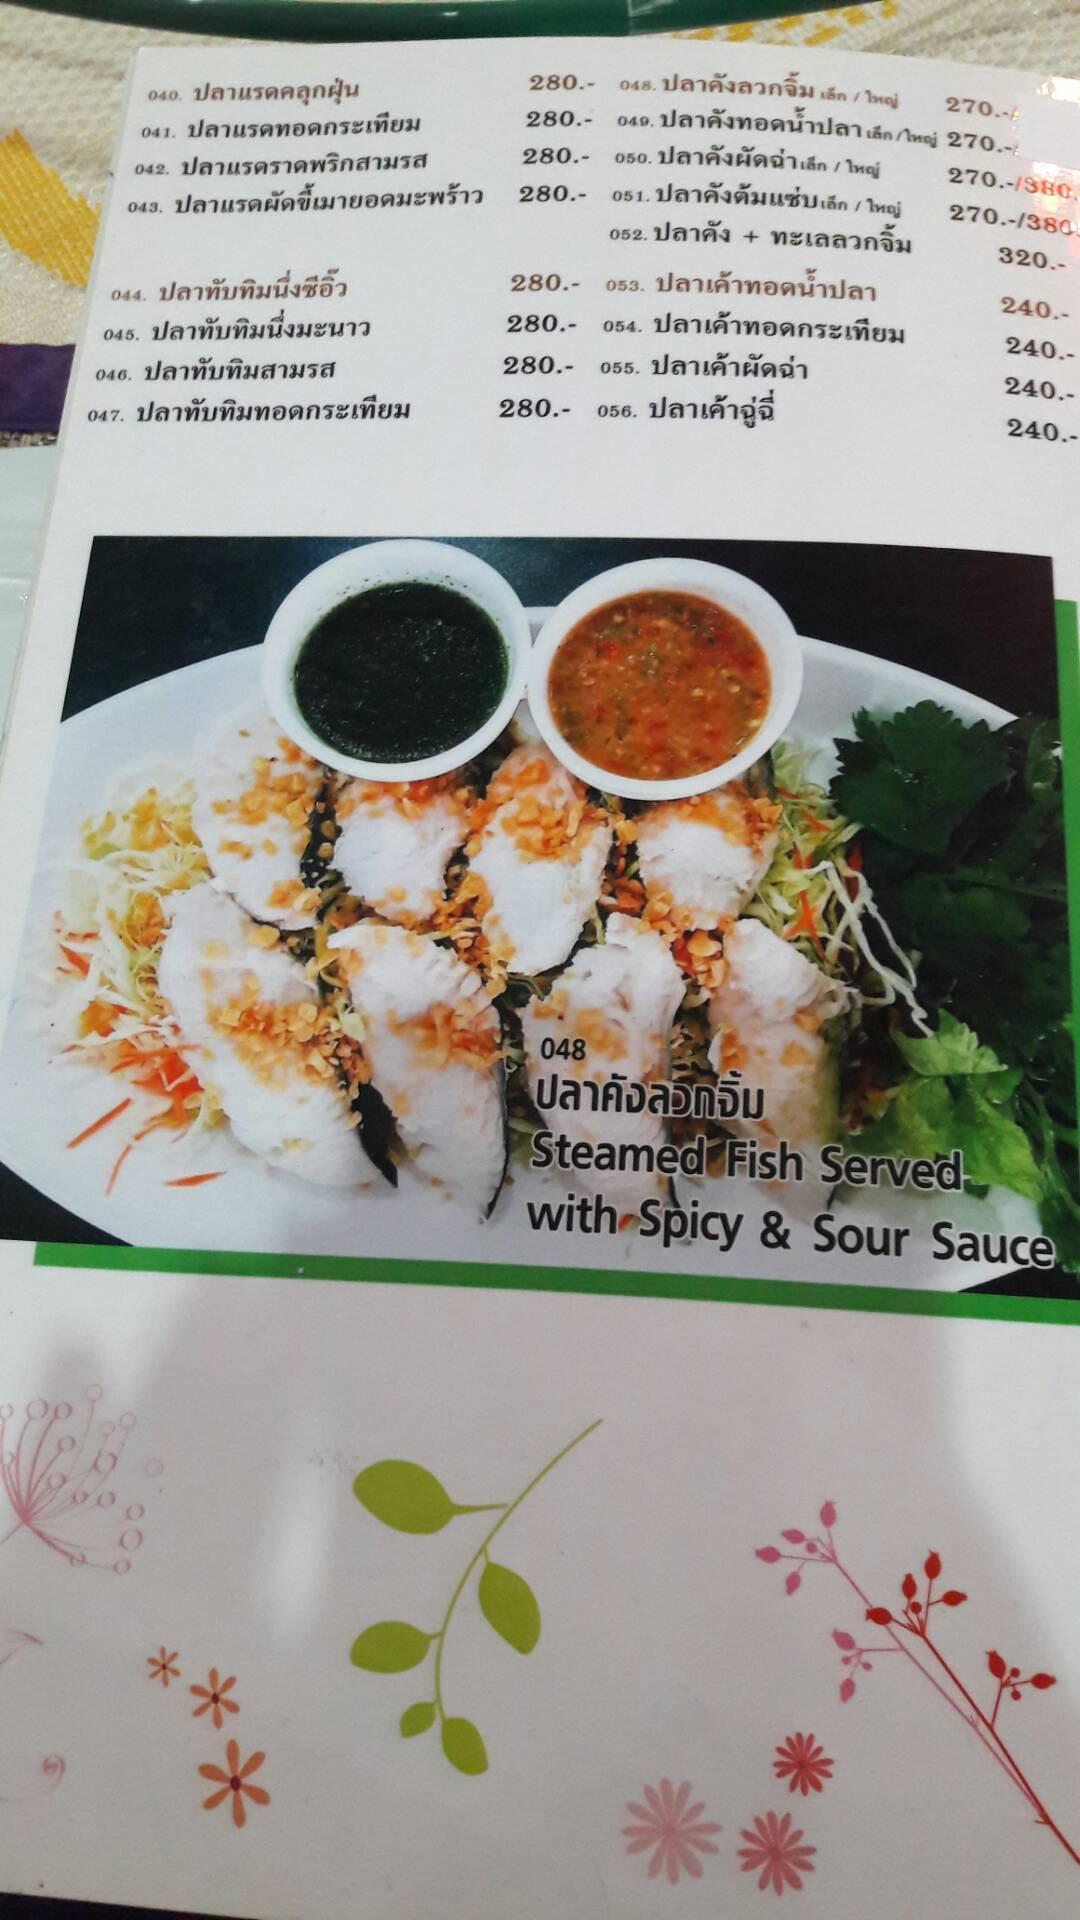 040. ปลาแรดคลุกฝุ่น 280.-
041. ปลาแรดทอดกระเทียม 280.-
042. ปลาแรดราดพริกสามรส 280.-
043. ปลาแรดผัดขี้เมายอดมะพร้าว 280.-
044. ปลาทับทิมนึ่งซีอิ๊ว 280.-
045. ปลาทับทิมนึ่งมะนาว 280.-
046. ปลาทับทิมสามรส 280.-
047. ปลาทับทิมทอดกระเทียม 280.-
048. ปลาคังลวกจิ้ม เล็ก / ใหญ่ 270.-/
049. ปลาคังทอดน้ำปลา เล็ก / ใหญ่ 270.-
050. ปลาคังผัดฉ่า เล็ก / ใหญ่ 270.-/380.
051. ปลาคังต้มแซ่บ เล็ก / ใหญ่ 270.-/380.
052. ปลาคัง + ทะเลลวกจิ้ม 320.-
053. ปลาเค้าทอดน้ำปลา 240.-
054. ปลาเค้าทอดกระเทียม 240.-
055. ปลาเค้าผัดฉ่า 240.-
056. ปลาเค้าฉู่ฉี่ 240.-
048
ปลาคังลวกจิ้ม
Steamed Fish Served
with Spicy & Sour Sauce